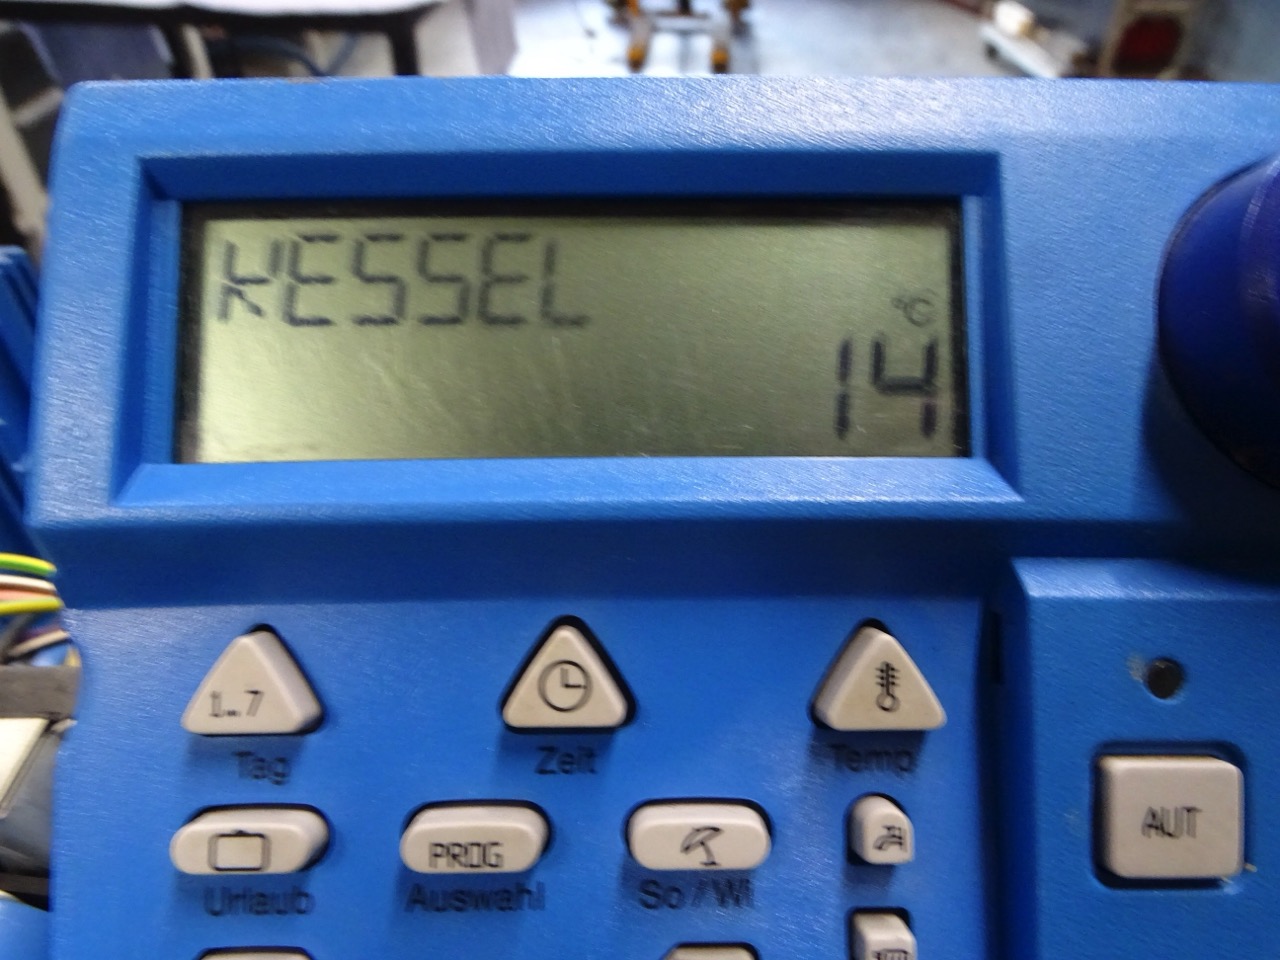 KESSEL
°C
14
1...7
Tag
Zeit
Temp
PROG
AUT
Urlaub
Auswahl
So / Wi